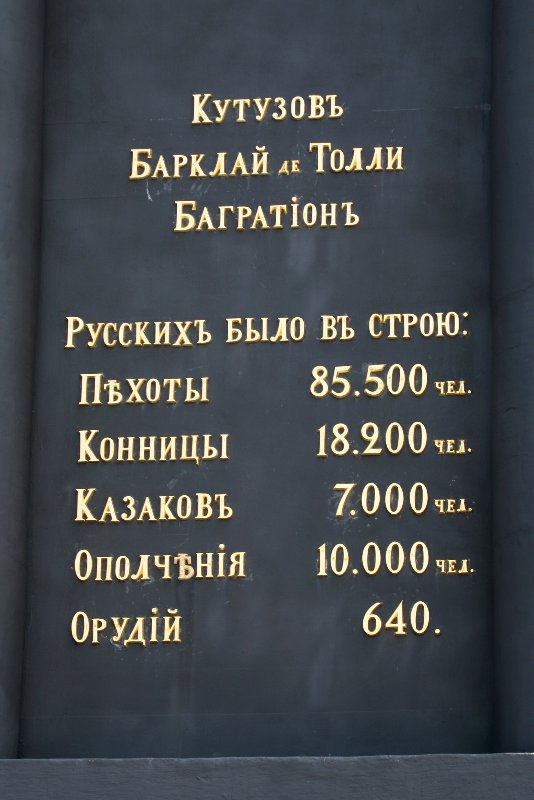 Кутузовъ
Барклай де Толли
Багратіонъ
Русскихъ было въ строю:
Пѣхоты 85.500 чел.
Конницы 18.200 чел.
Казаковъ 7.000 чел.
Ополчѣнія 10.000 чел.
Орудій 640.